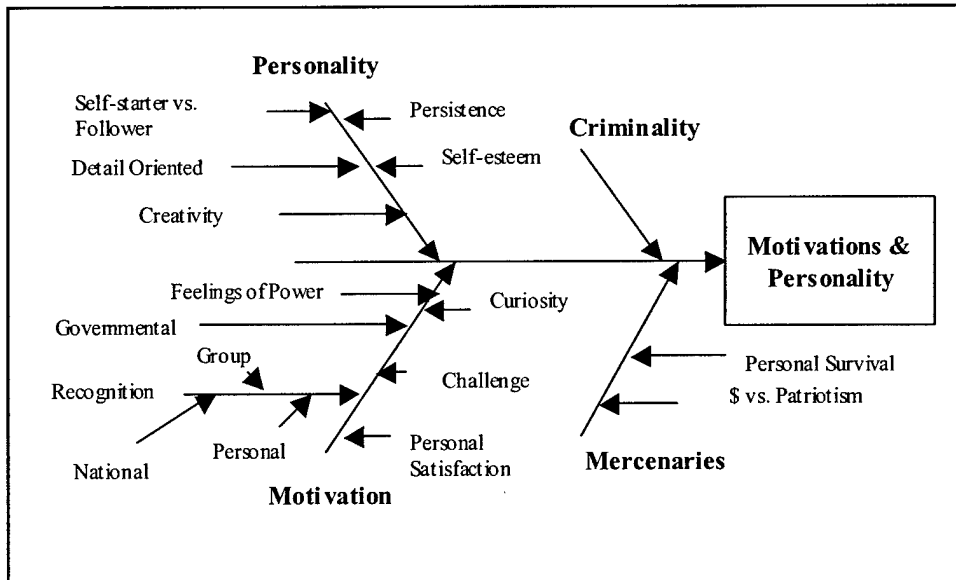 Personality
Self-starter vs.
Follower
Persistence
Criminality
Detail Oriented
Self-esteem
Creativity
Motivations &
Personality
Feelings of Power
Curiosity
Governmental
Group
Recognition
Challenge
Personal Survival
$ vs. Patriotism
Personal
National
Personal
Satisfaction
Mercenaries
Motivation